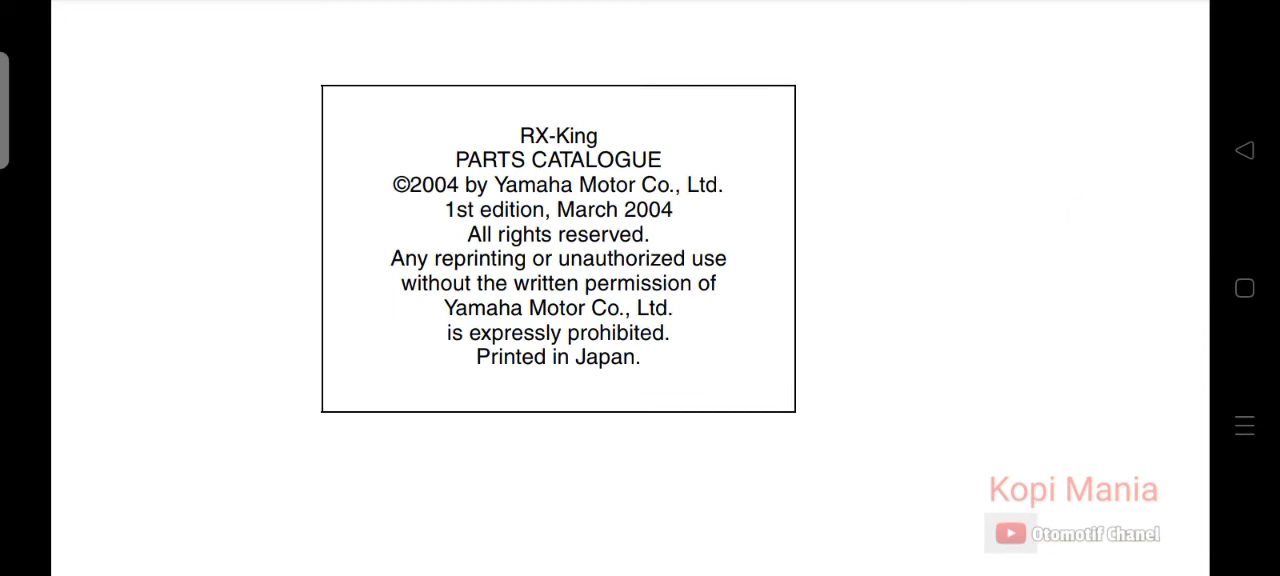 RX-King
PARTS CATALOGUE
©2004 by Yamaha Motor Co., Ltd.
1st edition, March 2004
All rights reserved.
Any reprinting or unauthorized use
without the written permission of
Yamaha Motor Co., Ltd.
is expressly prohibited.
Printed in Japan.
Kopi Mania
Otomotif Chanel